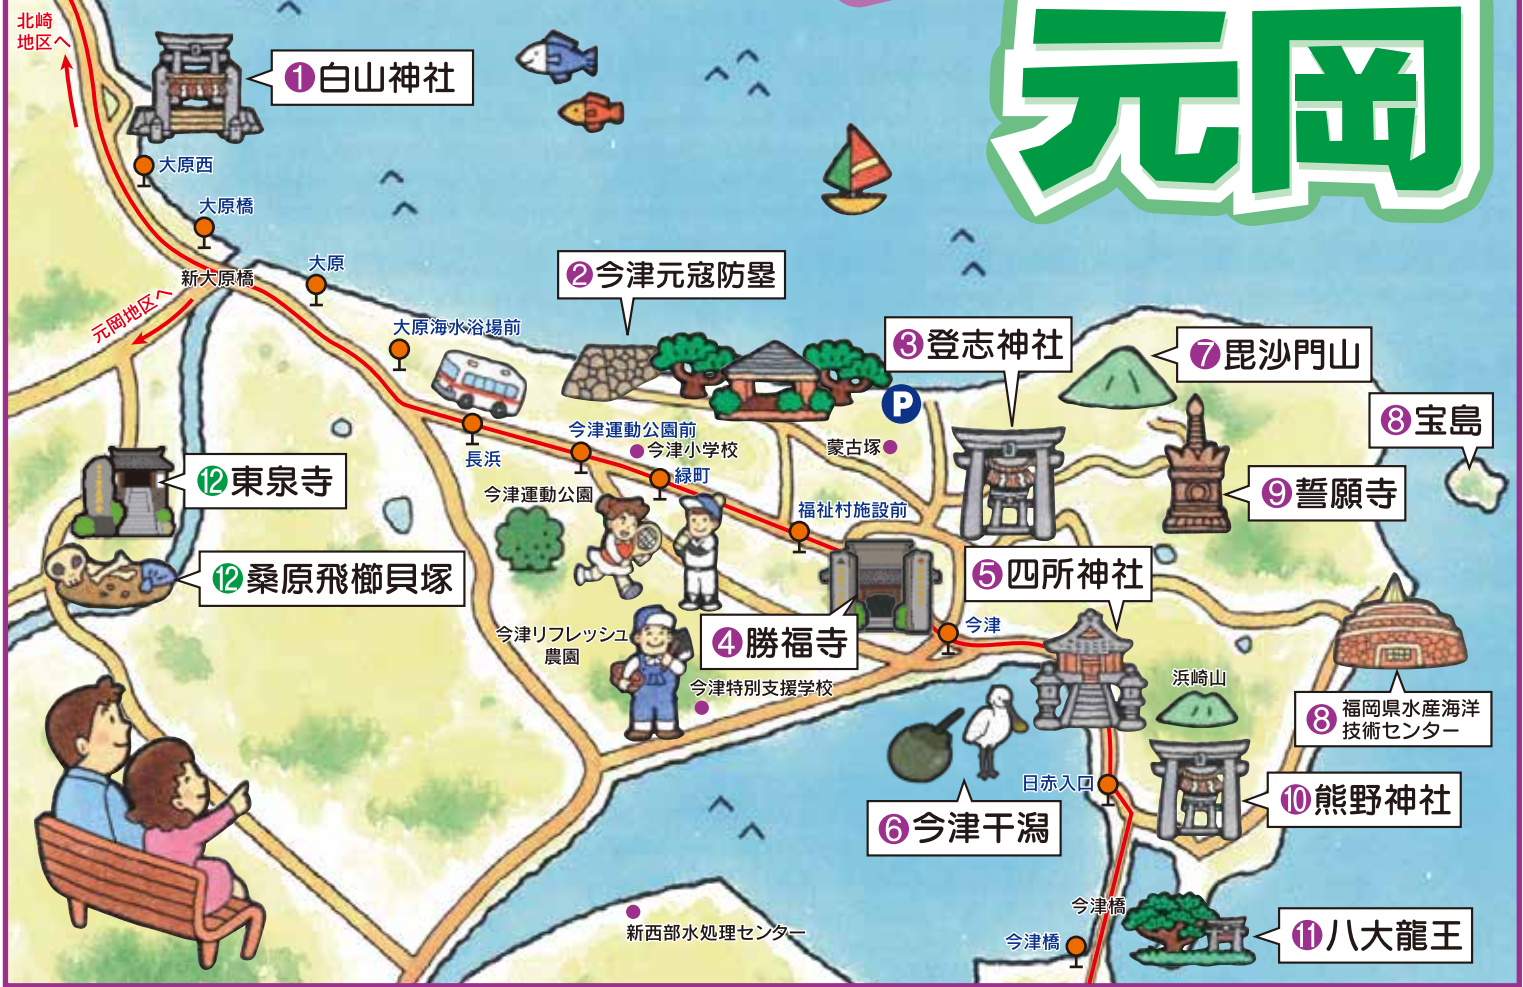 元岡
北崎
地区へ
❶白山神社
大原西
大原橋
新大原橋
大原
元岡地区へ
大原海水浴場前
❷今津元寇防塁
❸登志神社
❼毘沙門山
❽宝島
P
長浜
今津運動公園前
今津小学校
緑町
蒙古塚
今津運動公園
福祉村施設前
⓬東泉寺
❾誓願寺
⓬桑原飛櫛貝塚
❺四所神社
❹勝福寺
今津
今津リフレッシュ
農園
今津特別支援学校
浜崎山
❽福岡県水産海洋
技術センター
日赤入口
❿熊野神社
❻今津干潟
今津橋
新西部水処理センター
今津橋
⓫八大龍王